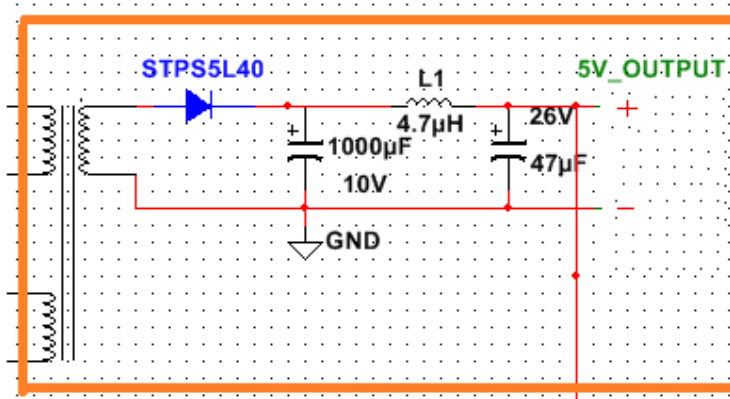 STPS5L40
L1
5V_OUTPUT
+
4.7µH
+
26V
+
1000µF
47µF
10V
−
GND